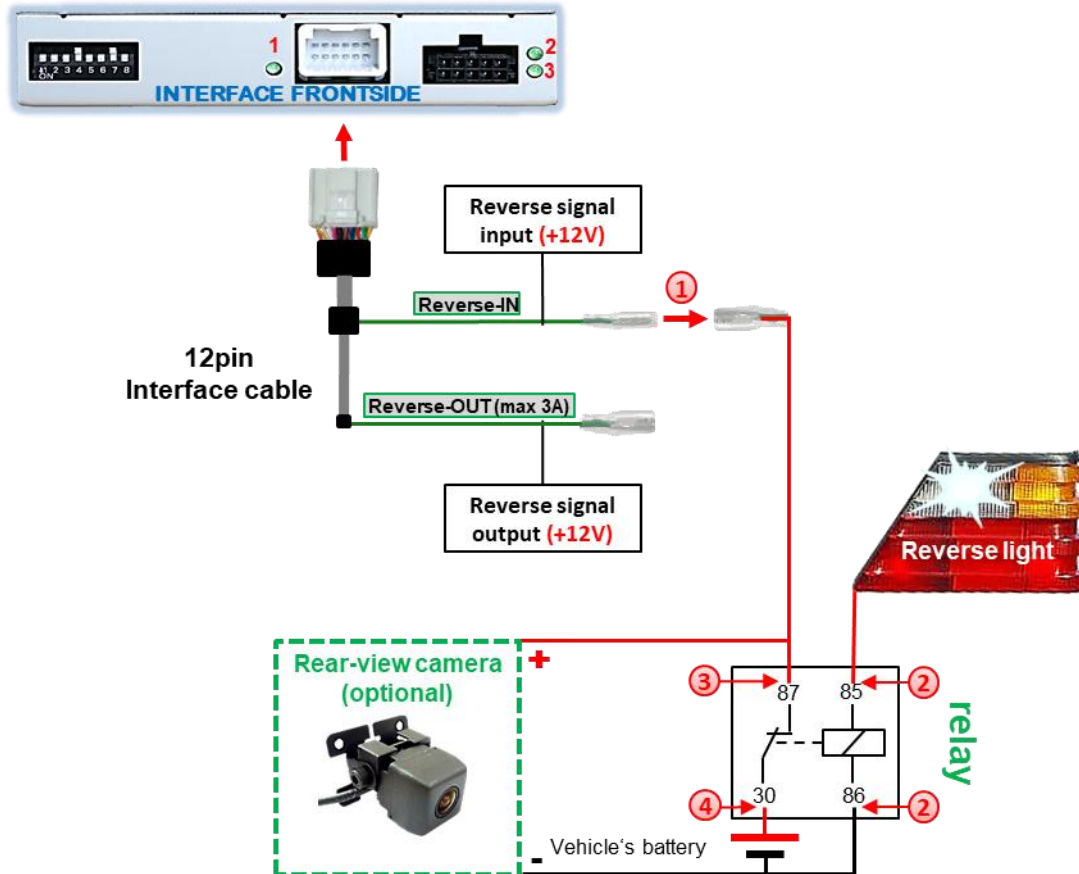 1
2
3
ON
1 2 3 4 5 6 7 8
INTERFACE FRONTSIDE
Reverse signal
input (+12V)
Reverse-IN
1
12pin
Interface cable
Reverse-OUT(max 3A)
Reverse signal
output (+12V)
Reverse light
Rear-view camera
(optional)
+
3
87
85
2
relay
4
30
86
2
-
Vehicle‘s battery